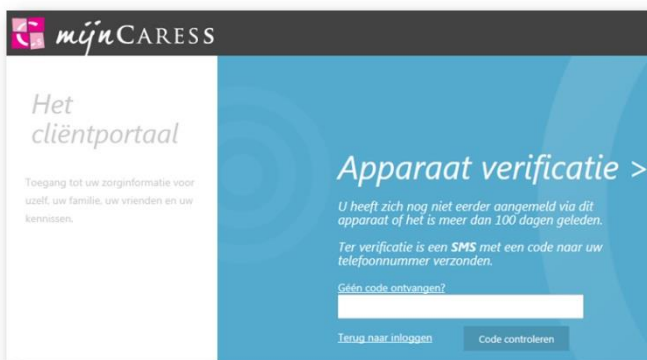 mijnCaress
Het
cliëntportaal
Toegang tot uw zorginformatie voor
uzelf, uw familie, uw vrienden en uw
kennissen.
Apparaat verificatie >
U heeft zich nog niet eerder aangemeld via dit
apparaat of het is meer dan 100 dagen geleden.
Ter verificatie is een SMS met een code naar uw
telefoonnummer verzonden.
Géén code ontvangen?
Terug naar inloggen
Code controleren